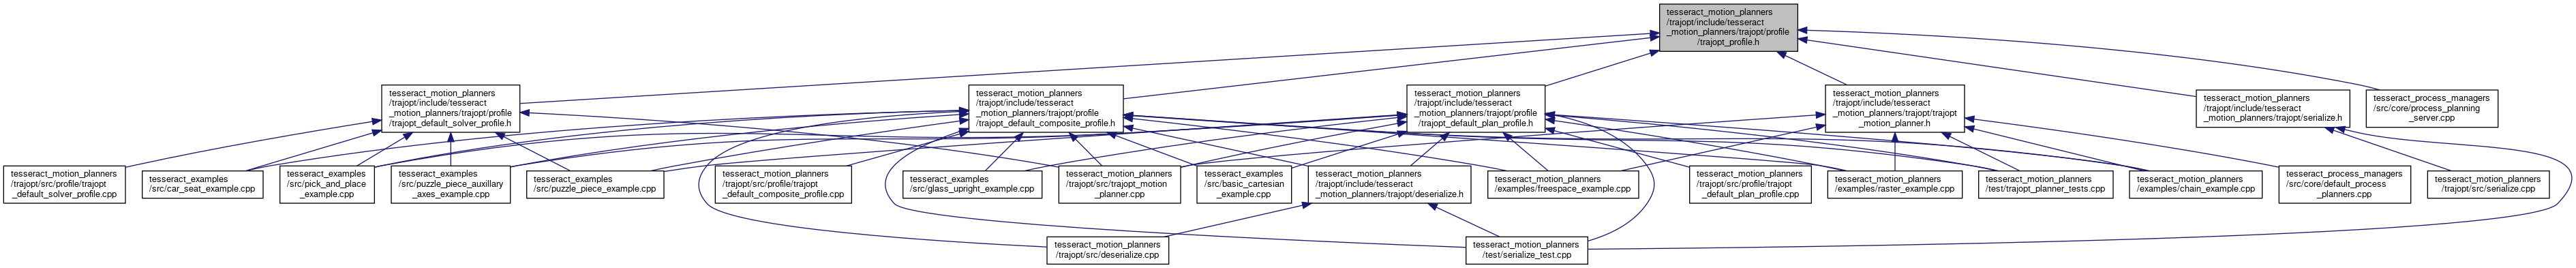 tesseract_motion_planners
/trajopt/include/tesseract
_motion_planners/trajopt/profile
/trajopt_profile.h
tesseract_motion_planners
/trajopt/include/tesseract
_motion_planners/trajopt/profile
/trajopt_default_solver_profile.h
tesseract_motion_planners
/trajopt/include/tesseract
_motion_planners/trajopt/profile
/trajopt_default_composite_profile.h
tesseract_motion_planners
/trajopt/include/tesseract
_motion_planners/trajopt/profile
/trajopt_default_plan_profile.h
tesseract_motion_planners
/trajopt/include/tesseract
_motion_planners/trajopt/trajopt
_motion_planner.h
tesseract_motion_planners
/trajopt/include/tesseract
_motion_planners/trajopt/serialize.h
tesseract_process_managers
/src/core/process_planning
_server.cpp
tesseract_motion_planners
/trajopt/src/profile/trajopt
_default_solver_profile.cpp
tesseract_examples
/src/car_seat_example.cpp
tesseract_examples
/src/pick_and_place
_example.cpp
tesseract_examples
/src/puzzle_piece_auxillary
_axes_example.cpp
tesseract_examples
/src/puzzle_piece_example.cpp
tesseract_motion_planners
/trajopt/src/profile/trajopt
_default_composite_profile.cpp
tesseract_examples
/src/glass_upright_example.cpp
tesseract_motion_planners
/trajopt/src/trajopt_motion
_planner.cpp
tesseract_examples
/src/basic_cartesian
_example.cpp
tesseract_motion_planners
/trajopt/include/tesseract
_motion_planners/trajopt/deserialize.h
tesseract_motion_planners
/examples/freespace_example.cpp
tesseract_motion_planners
/trajopt/src/profile/trajopt
_default_plan_profile.cpp
tesseract_motion_planners
/examples/raster_example.cpp
tesseract_motion_planners
/test/trajopt_planner_tests.cpp
tesseract_motion_planners
/examples/chain_example.cpp
tesseract_process_managers
/src/core/default_process
_planners.cpp
tesseract_motion_planners
/trajopt/src/serialize.cpp
tesseract_motion_planners
/trajopt/src/deserialize.cpp
tesseract_motion_planners
/test/serialize_test.cpp